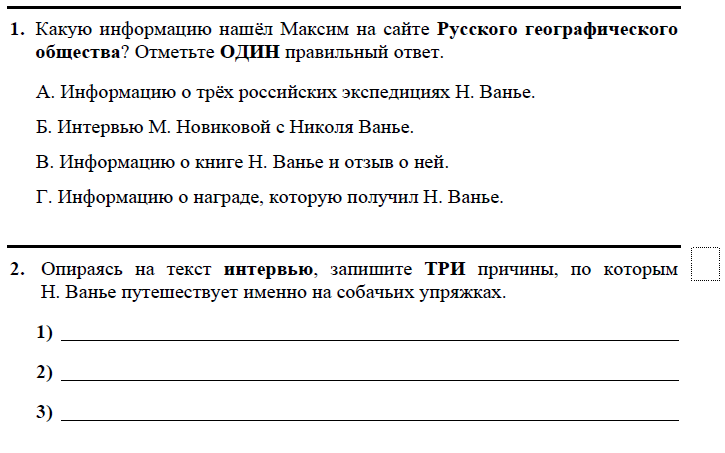 1. Какую информацию нашёл Максим на сайте Русского географического
общества? Отметьте ОДИН правильный ответ.
А. Информацию о трёх российских экспедициях Н. Ванье.
Б. Интервью М. Новиковой с Николя Ванье.
В. Информацию о книге Н. Ванье и отзыв о ней.
Г. Информацию о награде, которую получил Н. Ванье.
2. Опираясь на текст интервью, запишите ТРИ причины, по которым
Н. Ванье путешествует именно на собачьих упряжках.
1)
2)
3)